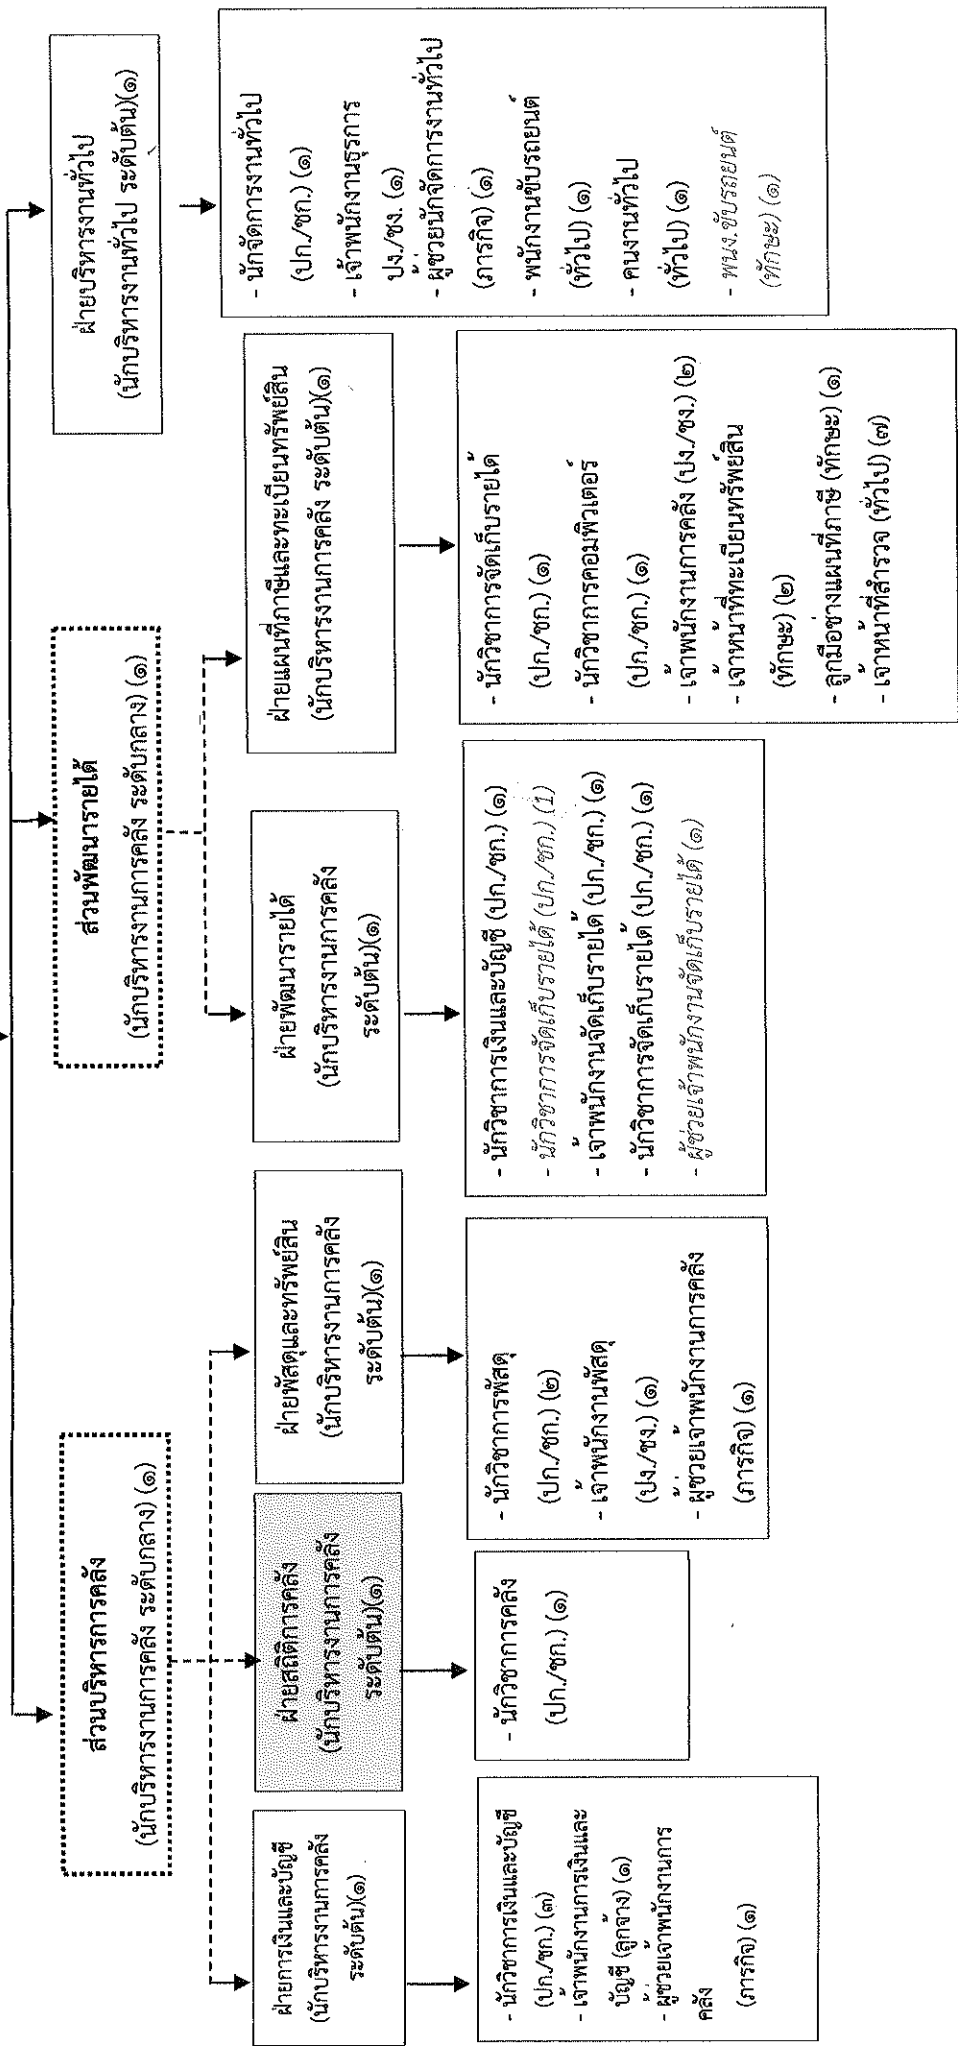 ส่วนบริหารการคลัง
(นักบริหารงานการคลัง ระดับกลาง) (๑)
ส่วนพัฒนารายได้
(นักบริหารงานการคลัง ระดับกลาง) (๑)
ฝ่ายบริหารงานทั่วไป
(นักบริหารงานทั่วไป ระดับต้น)(๑)
ฝ่ายการเงินและบัญชี
(นักบริหารงานการคลัง
ระดับต้น)(๑)
ฝ่ายสถิติการคลัง
(นักบริหารงานการคลัง
ระดับต้น)(๑)
ฝ่ายพัสดุและทรัพย์สิน
(นักบริหารงานการคลัง
ระดับต้น)(๑)
ฝ่ายพัฒนารายได้
(นักบริหารงานการคลัง
ระดับต้น)(๑)
ฝ่ายแผนที่ภาษีและทะเบียนทรัพย์สิน
(นักบริหารงานการคลัง ระดับต้น)(๑)
- นักวิชาการเงินและบัญชี
(ปก./ชก.) (๓)
- เจ้าพนักงานการเงินและ
บัญชี (ลูกจ้าง) (๑)
- ผู้ช่วยเจ้าพนักงานการ
คลัง
(ภารกิจ) (๑)
- นักวิชาการคลัง
(ปก./ชก.) (๑)
- นักวิชาการพัสดุ
(ปก./ชก.) (๒)
- เจ้าพนักงานพัสดุ
(ปง./ชง.) (๑)
- ผู้ช่วยเจ้าพนักงานการคลัง
(ภารกิจ) (๑)
- นักวิชาการเงินและบัญชี (ปก./ชก.) (๑)
- นักวิชาการจัดเก็บรายได้ (ปก./ชก.) (1)
- เจ้าพนักงานจัดเก็บรายได้ (ปก./ชก.) (๑)
- นักวิชาการจัดเก็บรายได้ (ปก./ชก.) (๑)
- ผู้ช่วยเจ้าพนักงานจัดเก็บรายได้ (๑)
- นักวิชาการจัดเก็บรายได้
(ปก./ชก.) (๑)
- นักวิชาการคอมพิวเตอร์
(ปก./ชก.) (๑)
- เจ้าพนักงานการคลัง (ปง./ชง.) (๒)
- เจ้าหน้าที่ทะเบียนทรัพย์สิน
(ทักษะ) (๒)
- ลูกมือช่างแผนที่ภาษี (ทักษะ) (๑)
- เจ้าหน้าที่สำรวจ (ทั่วไป) (๗)
- นักจัดการงานทั่วไป
(ปก./ชก.) (๑)
- เจ้าพนักงานธุรการ
ปง./ชง. (๑)
- ผู้ช่วยนักจัดการงานทั่วไป
(ภารกิจ) (๑)
- พนักงานขับรถยนต์
(ทั่วไป) (๑)
- คนงานทั่วไป
(ทั่วไป) (๑)
- พนง.ขับรถยนต์
(ทักษะ) (๑)